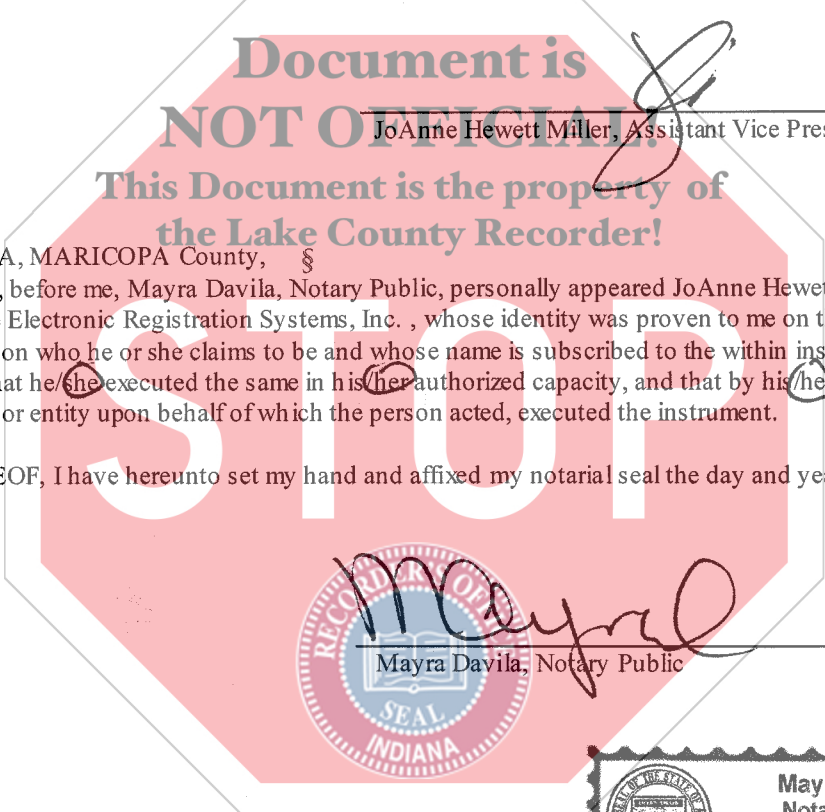 Document is
NOT OFFICIAL!
JoAnne Hewett Miller, Assistant Vice Pres
This Document is the property of
the Lake County Recorder!
A, MARICOPA County, §
, before me, Mayra Davila, Notary Public, personally appeared JoAnne Hewet
Electronic Registration Systems, Inc. , whose identity was proven to me on t
on who he or she claims to be and whose name is subscribed to the within ins
at he/she executed the same in his/her authorized capacity, and that by his/he
or entity upon behalf of which the person acted, executed the instrument.
STOP
EOF, I have hereunto set my hand and affixed my notarial seal the day and yea
Mayra
Mayra Davila, Notary Public
SEAL
INDIANA
May
Nota